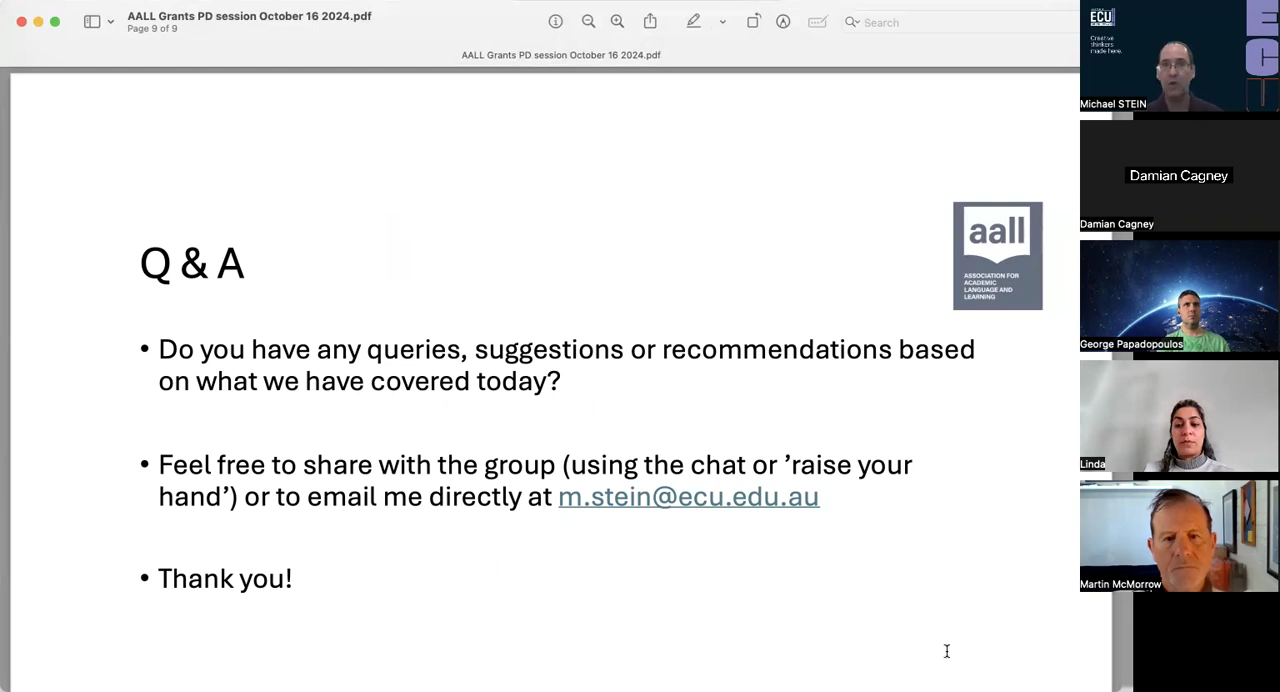 AALL Grants PD session October 16 2024.pdf
Page 9 of 9
Search
AALL Grants PD session October 16 2024.pdf
Q & A
aall
ASSOCIATION FOR
ACADEMIC
LANGUAGE AND
LEARNING
• Do you have any queries, suggestions or recommendations based
on what we have covered today?
• Feel free to share with the group (using the chat or ’raise your
hand’) or to email me directly at m.stein@ecu.edu.au
• Thank you!
ECU
Creative
thinkers
made here.
E
C
Michael STEIN
Damian Cagney
Damian Cagney
George Papadopoulos
Linda
Martin McMorrow